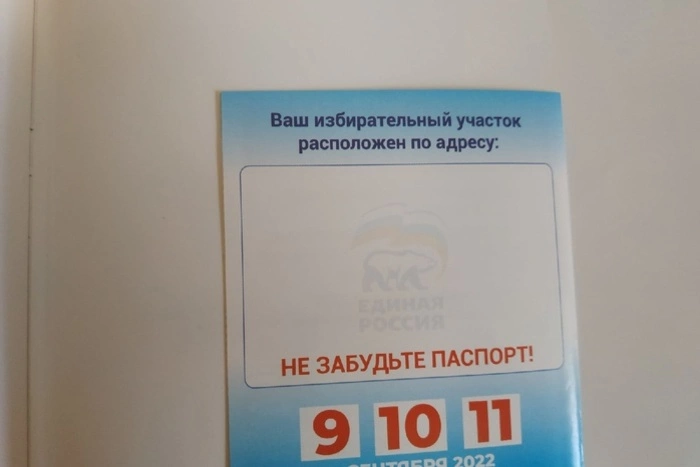 Ваш избирательный участок
расположен по адресу:
ЕДИНАЯ
РОССИЯ
НЕ ЗАБУДЬТЕ ПАСПОРТ!
9 10 11
СЕНТЯБРЯ 2022